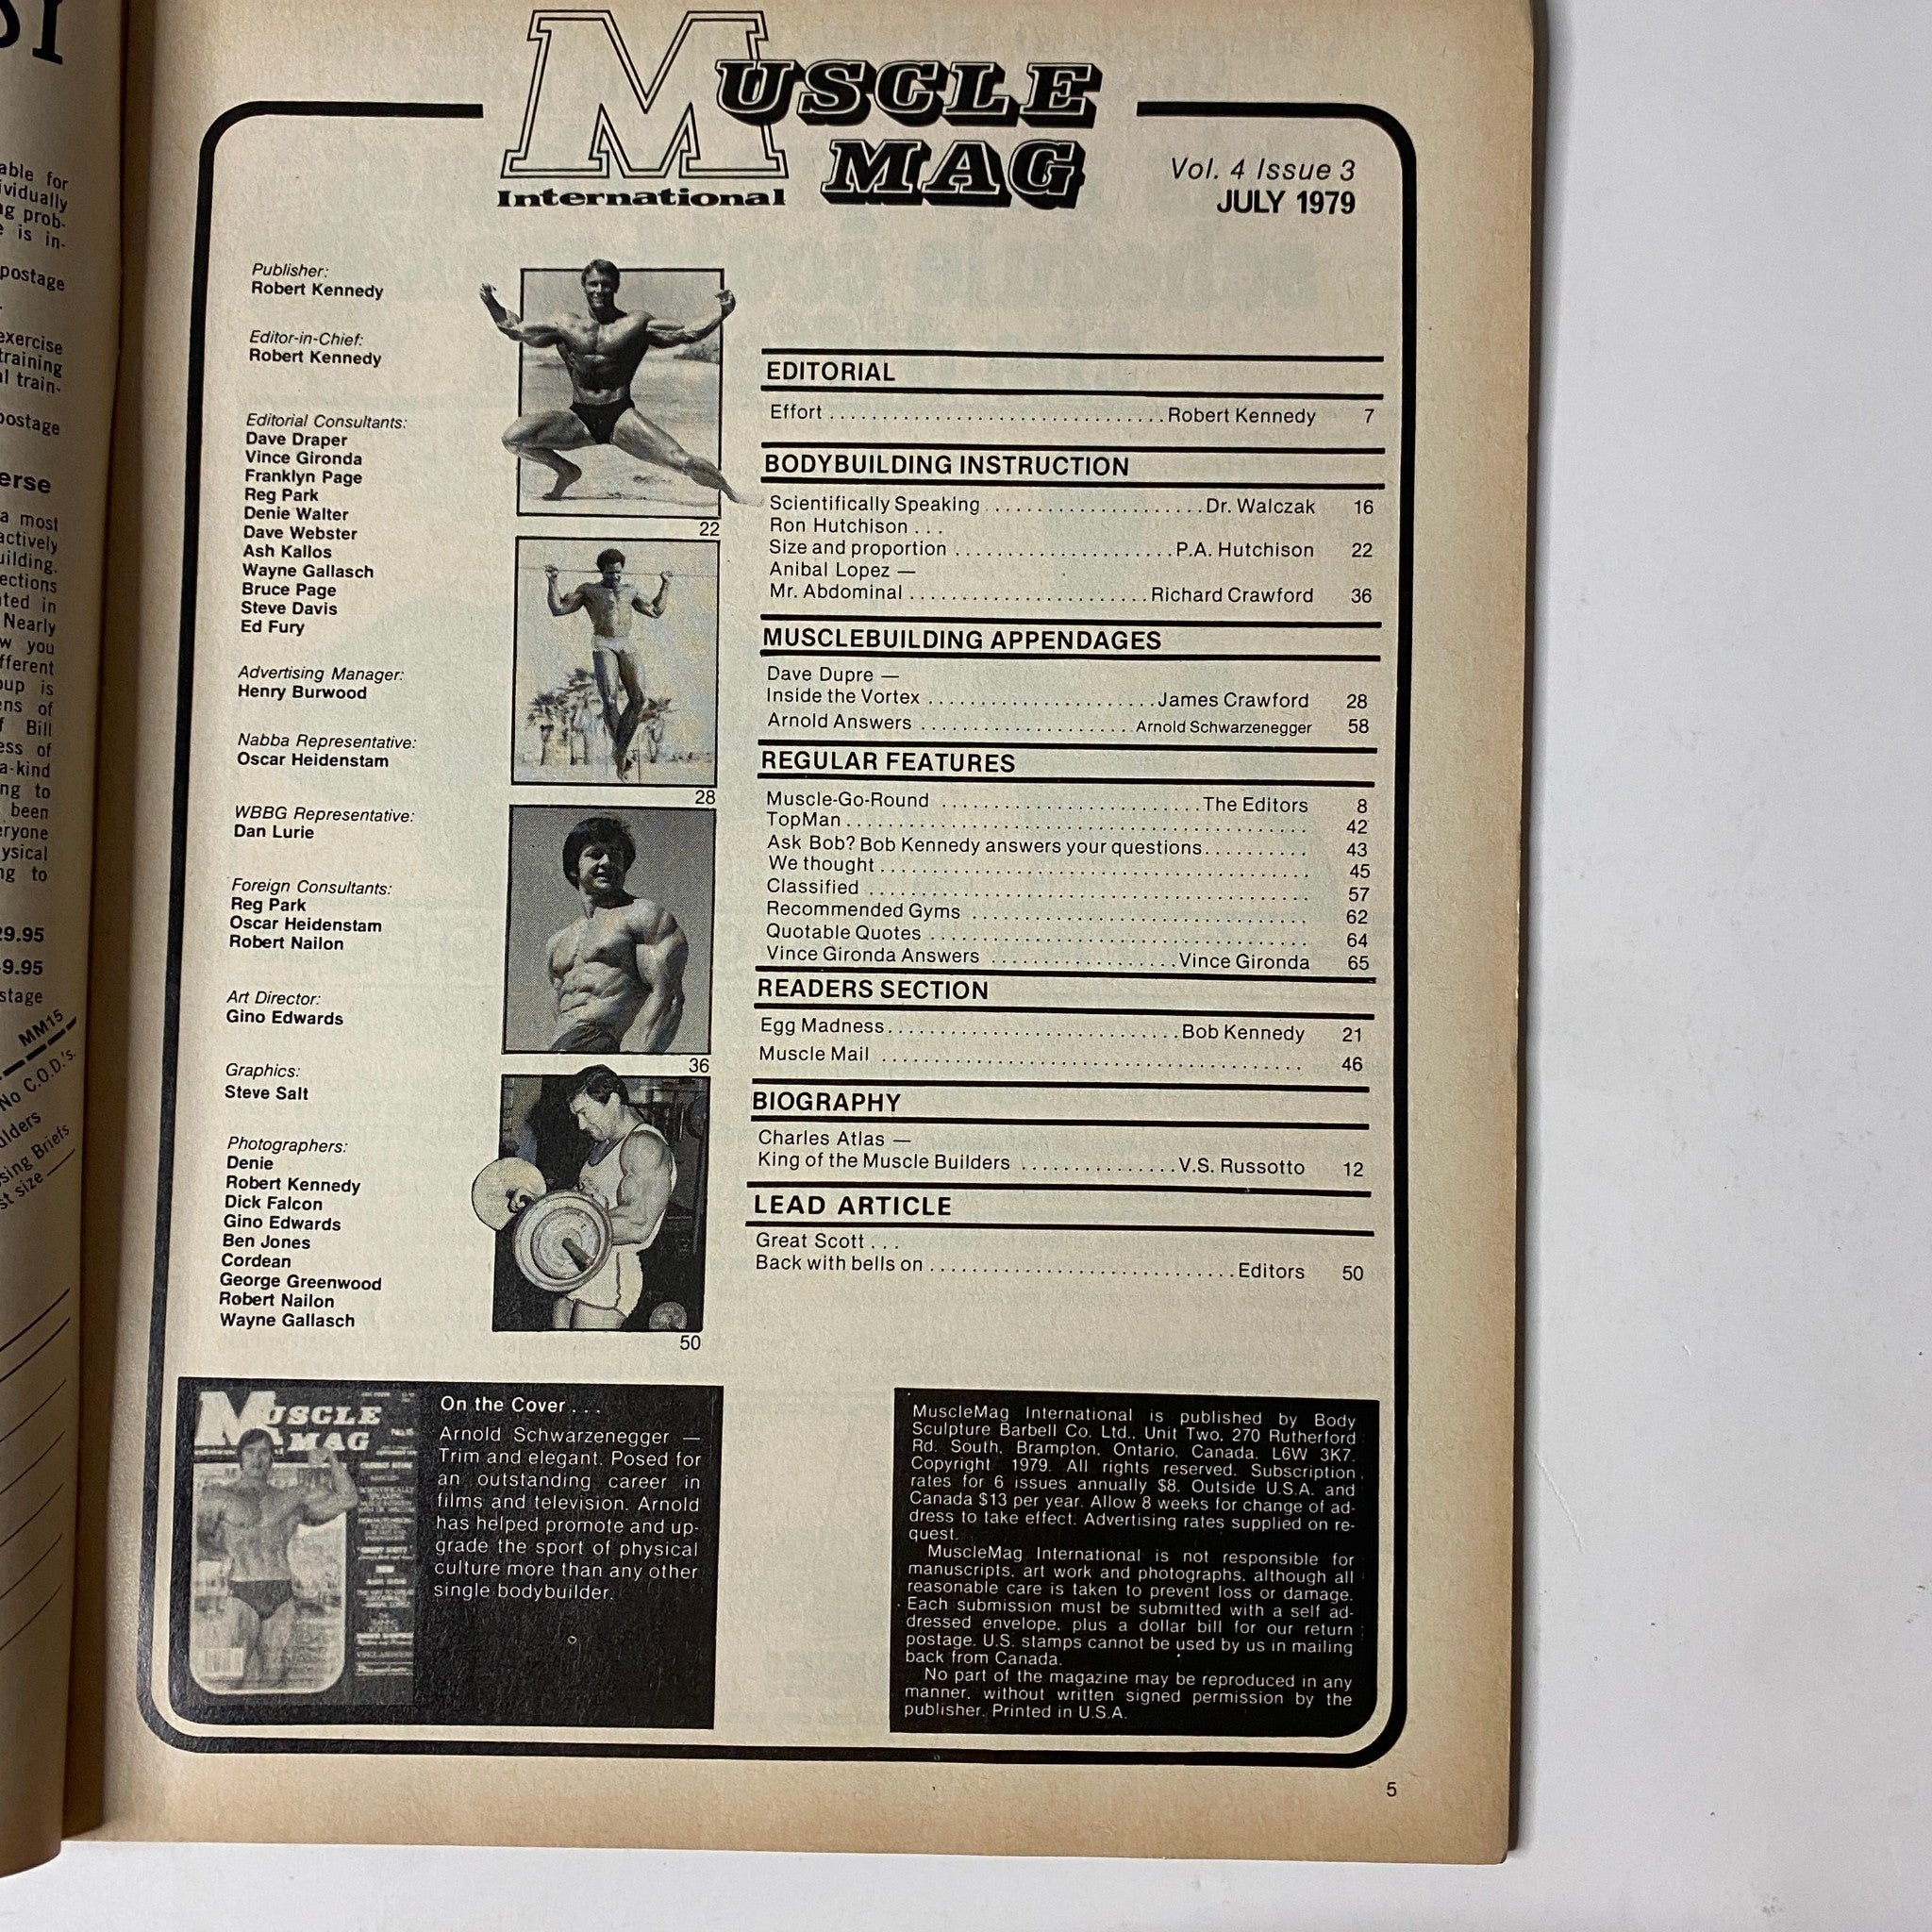 MUSCLE
MAG
International
Vol. 4 Issue 3
JULY 1979
Publisher:
Robert Kennedy
Editor-in-Chief:
Robert Kennedy
Editorial Consultants:
Dave Draper
Vince Gironda
Franklyn Page
Reg Park
Denie Walter
Dave Webster
Ash Kallos
Wayne Gallasch
Bruce Page
Steve Davis
Ed Fury
Advertising Manager:
Henry Burwood
Nabba Representative:
Oscar Heidenstam
WBBG Representative:
Dan Lurie
Foreign Consultants:
Reg Park
Oscar Heidenstam
Robert Nailon
Art Director:
Gino Edwards
Graphics:
Steve Salt
Photographers:
Denie
Robert Kennedy
Dick Falcon
Gino Edwards
Ben Jones
Cordean
George Greenwood
Robert Nailon
Wayne Gallasch
22
28
36
50
EDITORIAL
Effort ........ Robert Kennedy 7
BODYBUILDING INSTRUCTION
Scientifically Speaking ........ Dr. Walczak 16
Ron Hutchison . . .
Size and proportion ........ P.A. Hutchison 22
Anibal Lopez —
Mr. Abdominal ........ Richard Crawford 36
MUSCLEBUILDING APPENDAGES
Dave Dupre —
Inside the Vortex ........ James Crawford 28
Arnold Answers ........ Arnold Schwarzenegger 58
REGULAR FEATURES
Muscle-Go-Round ........ The Editors 8
TopMan ........ 42
Ask Bob? Bob Kennedy answers your questions ........ 43
We thought ........ 45
Classified ........ 57
Recommended Gyms ........ 62
Quotable Quotes ........ 64
Vince Gironda Answers ........ Vince Gironda 65
READERS SECTION
Egg Madness ........ Bob Kennedy 21
Muscle Mail ........ 46
BIOGRAPHY
Charles Atlas —
King of the Muscle Builders ........ V.S. Russotto 12
LEAD ARTICLE
Great Scott . . .
Back with bells on ........ Editors 50
MUSCLE
MAG
On the Cover . . .
Arnold Schwarzenegger —
Trim and elegant. Posed for
an outstanding career in
films and television. Arnold
has helped promote and up-
grade the sport of physical
culture more than any other
single bodybuilder.
MuscleMag International is published by Body
Sculpture Barbell Co. Ltd., Unit Two, 270 Rutherford
Rd. South, Brampton, Ontario, Canada. L6W 3K7.
Copyright 1979. All rights reserved. Subscription
rates for 6 issues annually $8. Outside U.S.A. and
Canada $13 per year. Allow 8 weeks for change of ad-
dress to take effect. Advertising rates supplied on re-
quest.
MuscleMag International is not responsible for
manuscripts, art work and photographs, although all
reasonable care is taken to prevent loss or damage.
Each submission must be submitted with a self ad-
dressed envelope, plus a dollar bill for our return
postage. U.S. stamps cannot be used by us in mailing
back from Canada.
No part of the magazine may be reproduced in any
manner, without written signed permission by the
publisher. Printed in U.S.A.
5